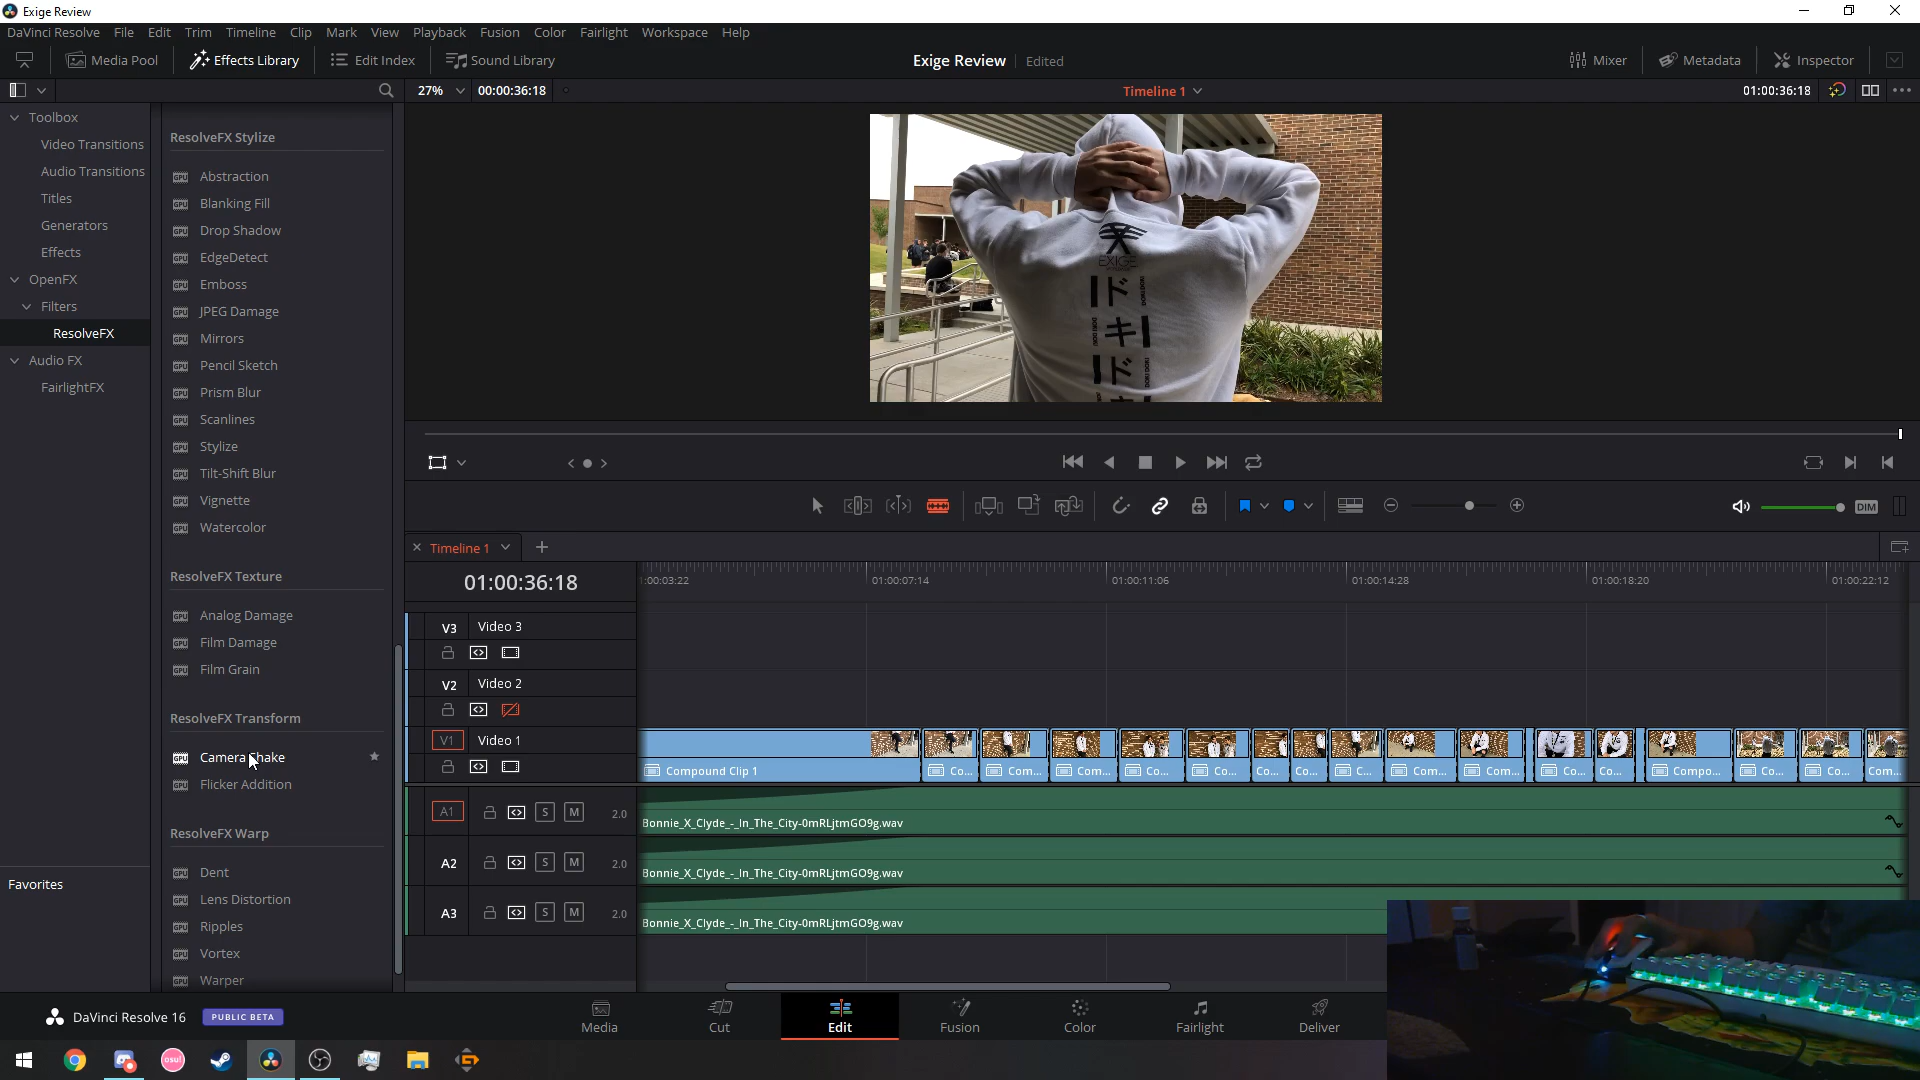 Exige Review
DaVinci Resolve File Edit Trim Timeline Clip Mark View Playback Fusion Color Fairlight Workspace Help
Media Pool Effects Library Edit Index Sound Library Exige Review Edited Mixer Metadata Inspector
27% 00:00:36:18 Timeline 1 01:00:36:18
Toolbox
Video Transitions
Audio Transitions
Titles
Generators
Effects
OpenFX
Filters
ResolveFX
Audio FX
FairlightFX
Favorites
ResolveFX Stylize
Abstraction
Blanking Fill
Drop Shadow
EdgeDetect
Emboss
JPEG Damage
Mirrors
Pencil Sketch
Prism Blur
Scanlines
Stylize
Tilt-Shift Blur
Vignette
Watercolor
ResolveFX Texture
Analog Damage
Film Damage
Film Grain
ResolveFX Transform
Camera Shake
Flicker Addition
ResolveFX Warp
Dent
Lens Distortion
Ripples
Vortex
Warper
EXIGE
ド
キ
ド
DIM
Timeline 1
01:00:36:18
:00:03:22 01:00:07:14 01:00:11:06 01:00:14:28 01:00:18:20 01:00:22:12
V3 Video 3
V2 Video 2
V1 Video 1
Compound Clip 1 Co... Com... Com... Co... Co... Co... Co... Co... Com... Com... Co... Co... Compo... Co... Co... Com...
A1 S M 2.0
Bonnie_X_Clyde_-_In_The_City-0mRLjtmGO9g.wav
A2 S M 2.0
Bonnie_X_Clyde_-_In_The_City-0mRLjtmGO9g.wav
A3 S M 2.0
Bonnie_X_Clyde_-_In_The_City-0mRLjtmGO9g.wav
DaVinci Resolve 16 PUBLIC BETA
Media Cut Edit Fusion Color Fairlight Deliver
osu!